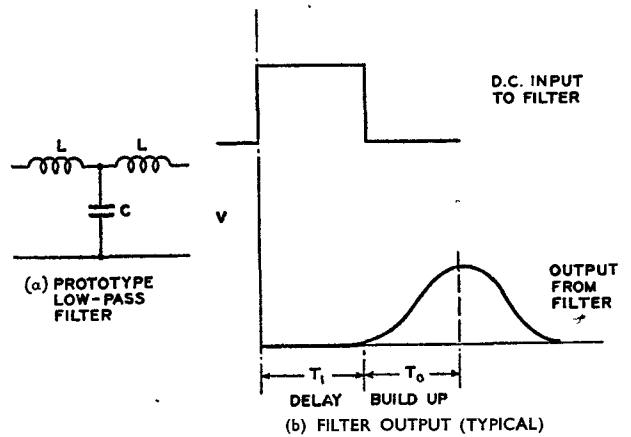 D.C. INPUT
TO FILTER
L
L
C
V
(a) PROTOTYPE
LOW-PASS
FILTER
OUTPUT
FROM
FILTER
T₁
T₀
DELAY
BUILD UP
(b) FILTER OUTPUT (TYPICAL)